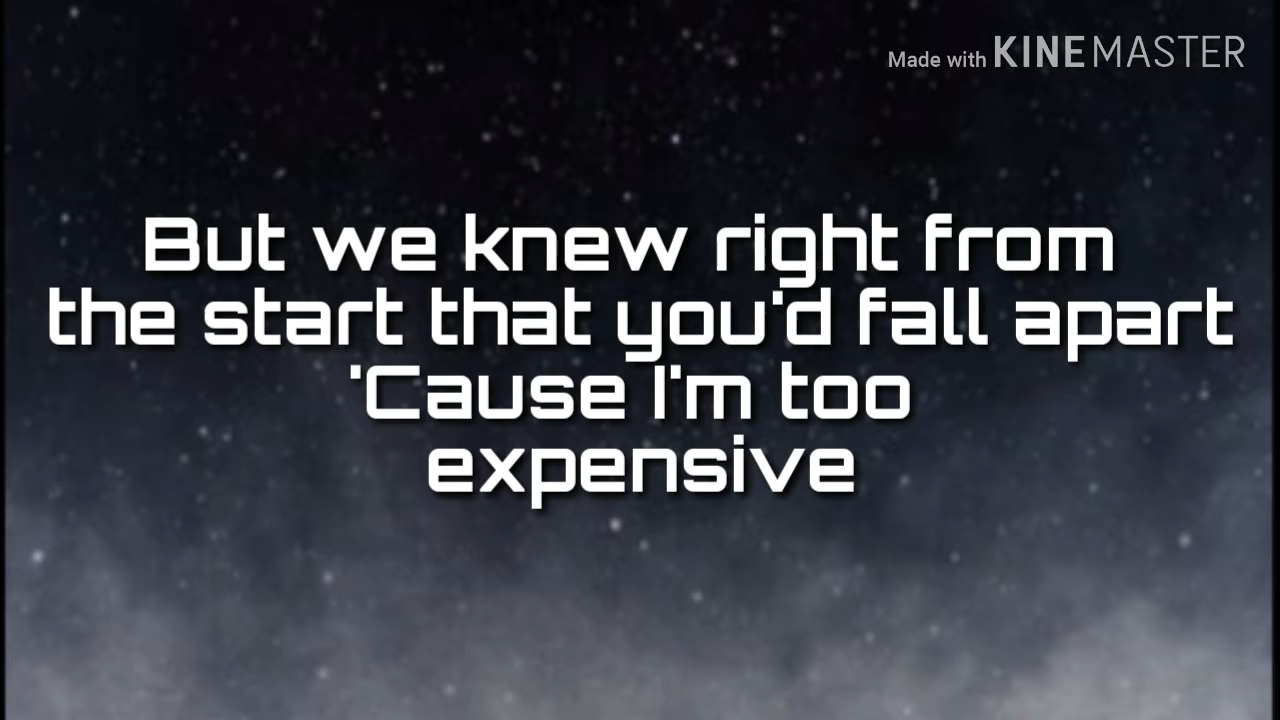 Made with KINEMASTER
But we knew right from
the start that you'd fall apart
'Cause I'm too
expensive